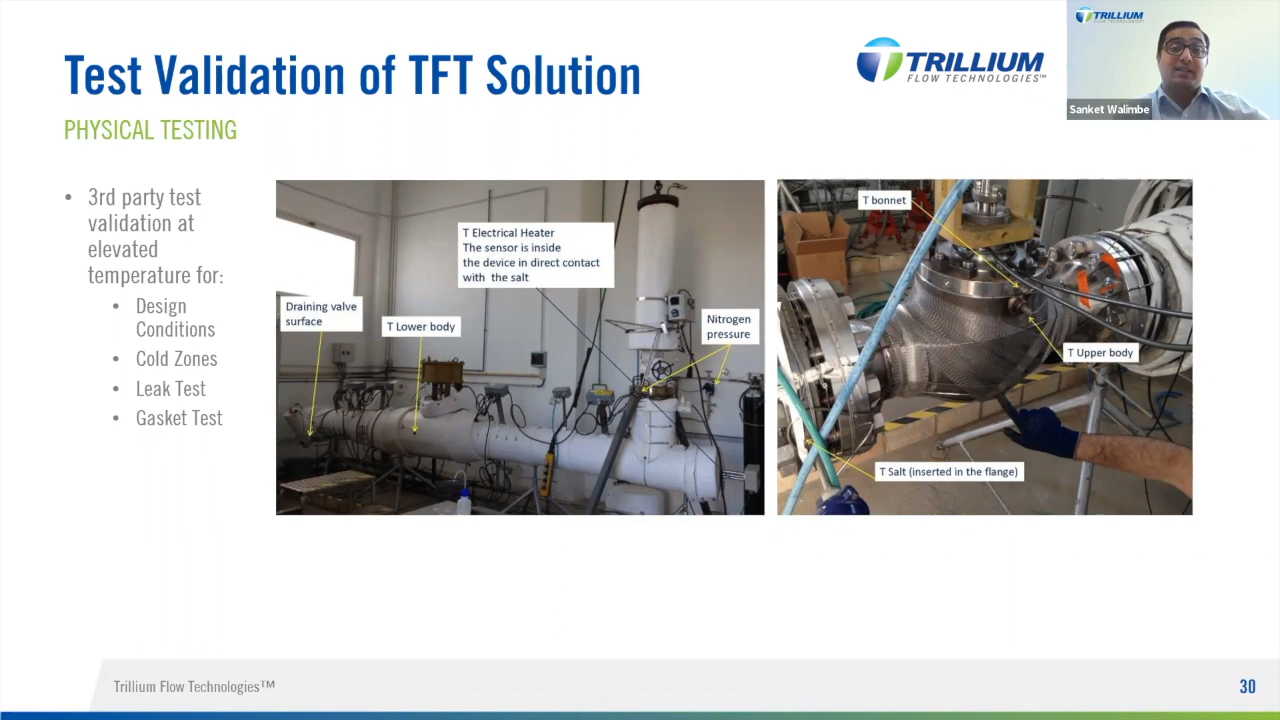 Test Validation of TFT Solution
TRILLIUM
FLOW TECHNOLOGIES™
TRILLIUM
FLOW TECHNOLOGIES
Sanket Walimbe
PHYSICAL TESTING
• 3rd party test
validation at
elevated
temperature for:
• Design
Conditions
• Cold Zones
• Leak Test
• Gasket Test
T Electrical Heater
The sensor is inside
the device in direct contact
with the salt
Draining valve
surface
T Lower body
Nitrogen
pressure
T bonnet
T Upper body
T Salt (inserted in the flange)
Trillium Flow Technologies™
30